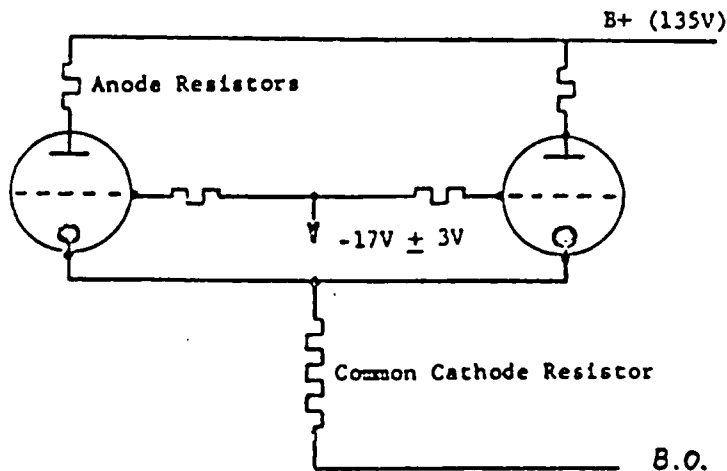 B+ (135V)
Anode Resistors
-17V ± 3V
Common Cathode Resistor
B.O.